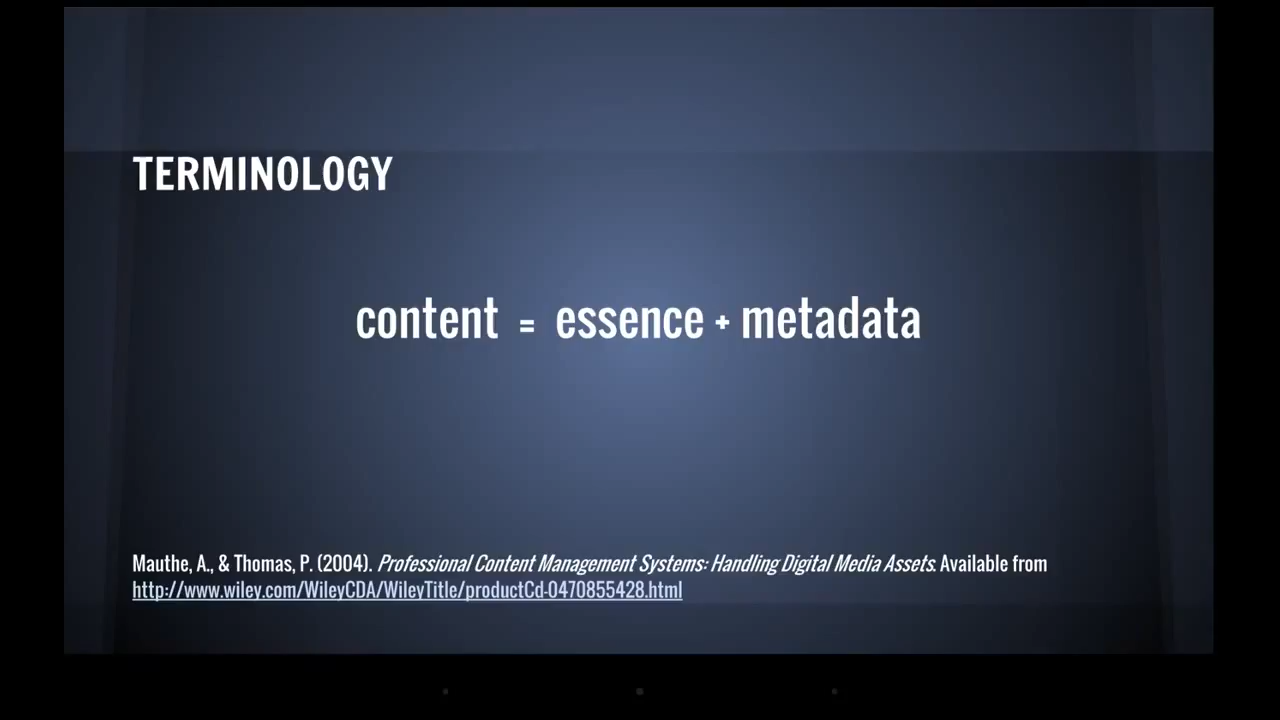 TERMINOLOGY
content = essence + metadata
Mauthe, A., & Thomas, P. (2004). Professional Content Management Systems: Handling Digital Media Assets. Available from
http://www.wiley.com/WileyCDA/WileyTitle/productCd-0470855428.html